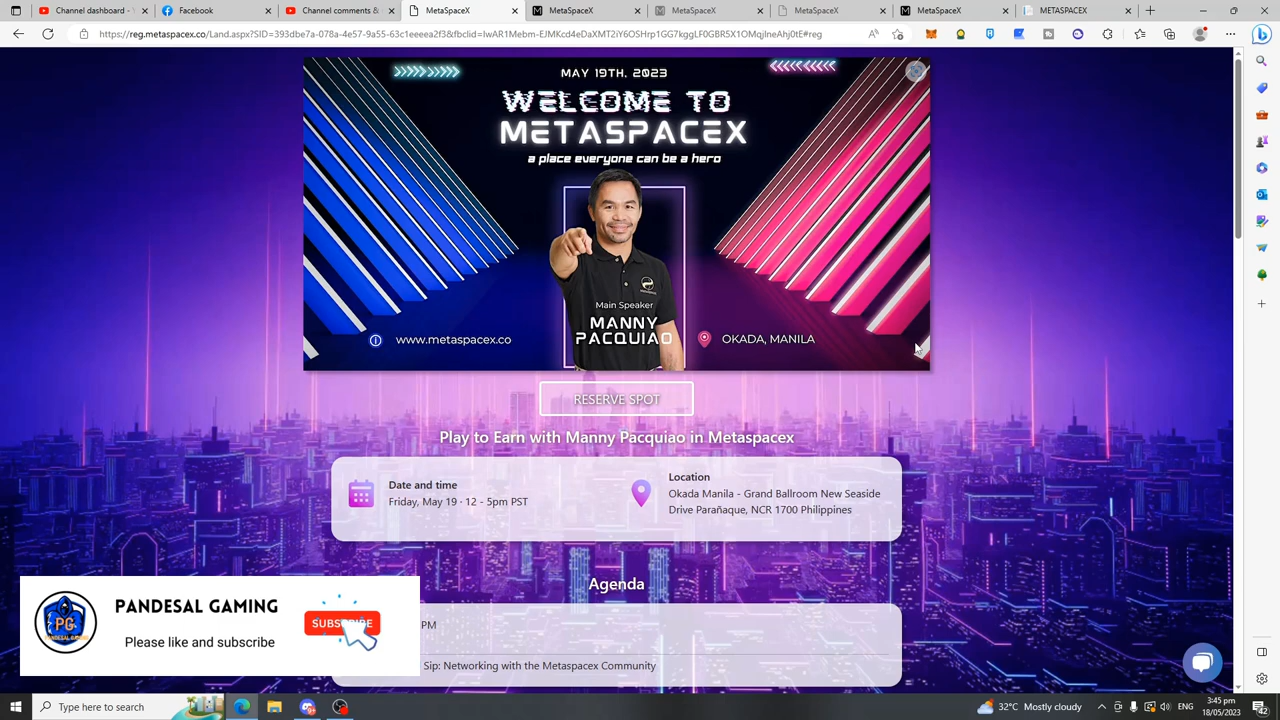 Channel dashboard - Y
Facebook
Channel comments &
MetaSpaceX
MetaSpaceX
MetaSpaceX
MetaSpaceX
MetaSpaceX
METASPACEX
https://reg.metaspacex.co/Land.aspx?SID=393dbe7a-078a-4e57-9a55-63c1eeeea2f3&fbclid=IwAR1Mebm-EJMKcd4eDaXMT2iY6OSHrp1GG7kggLF0GBR5X1OMqjlneAhj0tE#reg
MAY 19TH, 2023
WELCOME TO
METASPACEX
a place everyone can be a hero
Main Speaker
MANNY
PACQUIAO
www.metaspacex.co
OKADA, MANILA
RESERVE SPOT
Play to Earn with Manny Pacquiao in Metaspacex
Date and time
Friday, May 19 · 12 - 5pm PST
Location
Okada Manila - Grand Ballroom New Seaside
Drive Parañaque, NCR 1700 Philippines
Agenda
PM
Sip: Networking with the Metaspacex Community
PG
PANDESAL GAMING
PANDESAL GAMING
Please like and subscribe
SUBSCRIBE
Type here to search
32°C Mostly cloudy
ENG
3:45 pm
18/05/2023
42